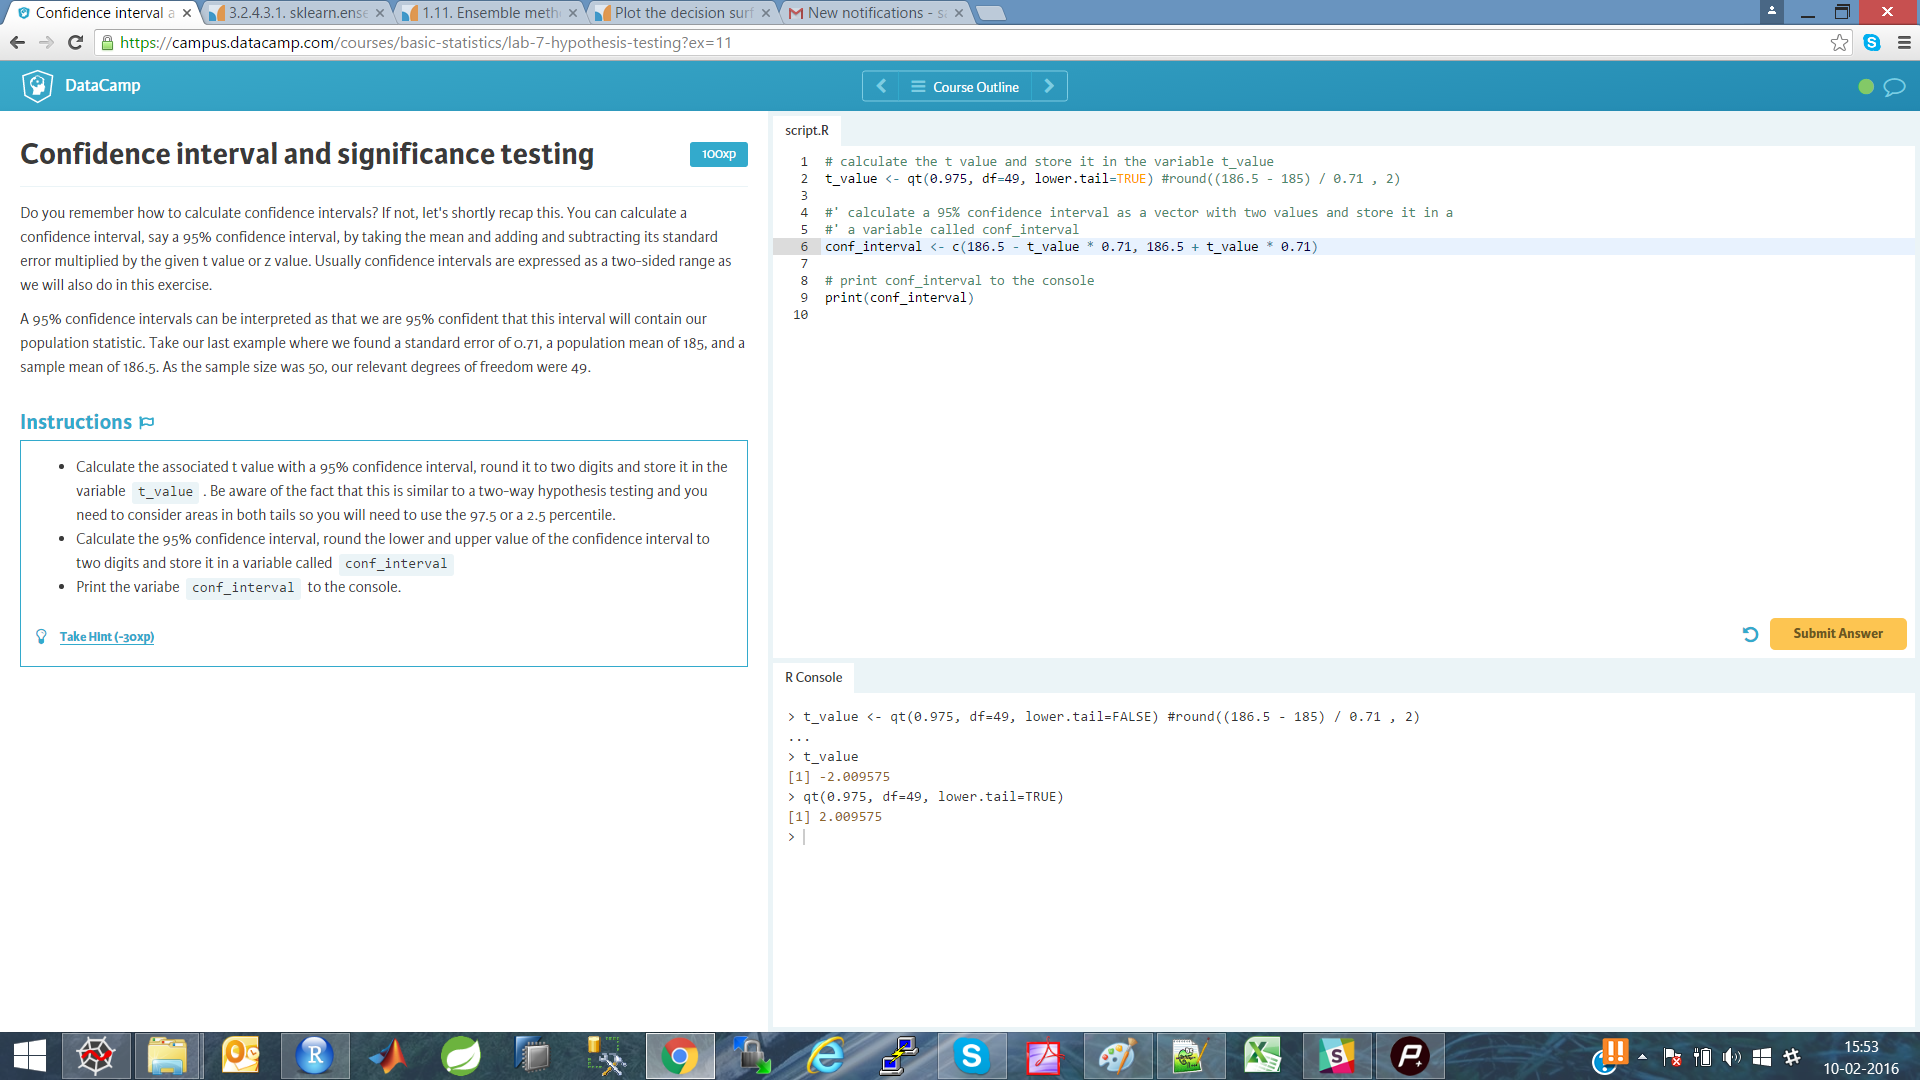 Confidence interval a
3.2.4.3.1. sklearn.ense
1.11. Ensemble meth
Plot the decision surf
New notifications - s
https://campus.datacamp.com/courses/basic-statistics/lab-7-hypothesis-testing?ex=11
DataCamp
Course Outline
Confidence interval and significance testing
100xp
Do you remember how to calculate confidence intervals? If not, let's shortly recap this. You can calculate a
confidence interval, say a 95% confidence interval, by taking the mean and adding and subtracting its standard
error multiplied by the given t value or z value. Usually confidence intervals are expressed as a two-sided range as
we will also do in this exercise.
A 95% confidence intervals can be interpreted as that we are 95% confident that this interval will contain our
population statistic. Take our last example where we found a standard error of 0.71, a population mean of 185, and a
sample mean of 186.5. As the sample size was 50, our relevant degrees of freedom were 49.
Instructions
• Calculate the associated t value with a 95% confidence interval, round it to two digits and store it in the
variable t_value . Be aware of the fact that this is similar to a two-way hypothesis testing and you
need to consider areas in both tails so you will need to use the 97.5 or a 2.5 percentile.
• Calculate the 95% confidence interval, round the lower and upper value of the confidence interval to
two digits and store it in a variable called conf_interval
• Print the variabe conf_interval to the console.
Take Hint (-30xp)
script.R
1 # calculate the t value and store it in the variable t_value
2 t_value <- qt(0.975, df=49, lower.tail=TRUE) #round((186.5 - 185) / 0.71 , 2)
3
4 #' calculate a 95% confidence interval as a vector with two values and store it in a
5 #' a variable called conf_interval
6 conf_interval <- c(186.5 - t_value * 0.71, 186.5 + t_value * 0.71)
7
8 # print conf_interval to the console
9 print(conf_interval)
10
Submit Answer
R Console
> t_value <- qt(0.975, df=49, lower.tail=FALSE) #round((186.5 - 185) / 0.71 , 2)
...
> t_value
[1] -2.009575
> qt(0.975, df=49, lower.tail=TRUE)
[1] 2.009575
>
15:53
10-02-2016